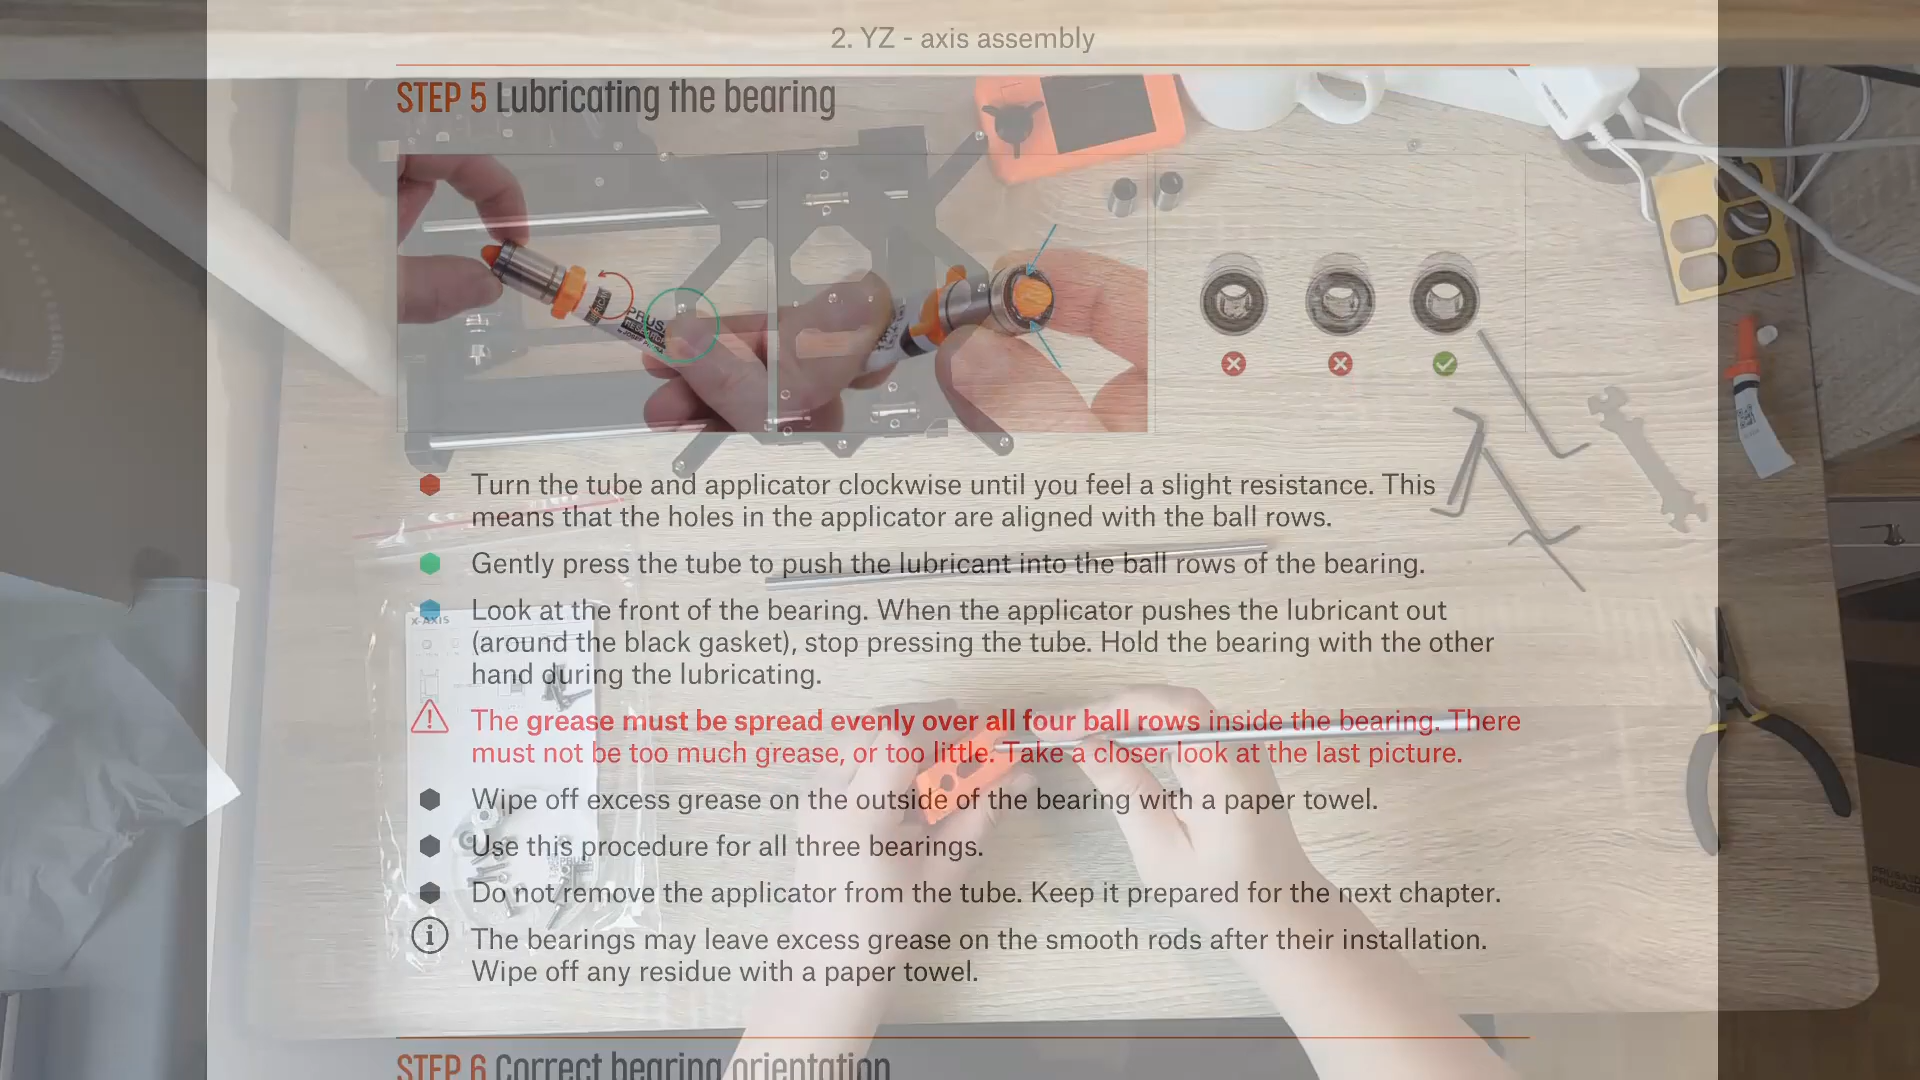 2. YZ - axis assembly
STEP 5 Lubricating the bearing
PRUSA
RESEARCH
Turn the tube and applicator clockwise until you feel a slight resistance. This
means that the holes in the applicator are aligned with the ball rows.
Gently press the tube to push the lubricant into the ball rows of the bearing.
Look at the front of the bearing. When the applicator pushes the lubricant out
(around the black gasket), stop pressing the tube. Hold the bearing with the other
hand during the lubricating.
X-AXIS
The grease must be spread evenly over all four ball rows inside the bearing. There
must not be too much grease, or too little. Take a closer look at the last picture.
Wipe off excess grease on the outside of the bearing with a paper towel.
Use this procedure for all three bearings.
Do not remove the applicator from the tube. Keep it prepared for the next chapter.
The bearings may leave excess grease on the smooth rods after their installation.
Wipe off any residue with a paper towel.
STEP 6 Correct bearing orientation